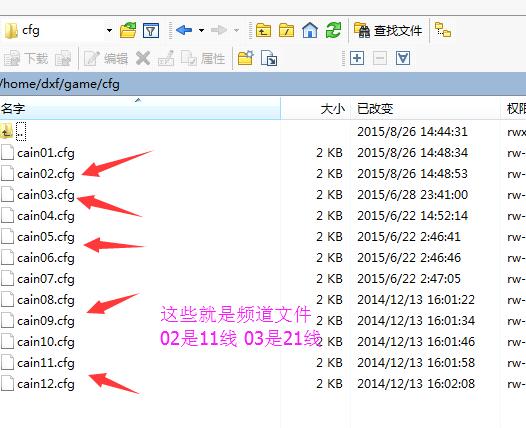 cfg
查找文件
下载 编辑 属性
/home/dxf/game/cfg
名字 大小 已改变 权限
.. 2015/8/26 14:44:31 rwx
cain01.cfg 2 KB 2015/8/26 14:48:34 rw-
cain02.cfg 2 KB 2015/8/26 14:48:53 rw-
cain03.cfg 2 KB 2015/6/28 23:41:00 rw-
cain04.cfg 2 KB 2015/6/22 14:52:14 rw-
cain05.cfg 2 KB 2015/6/22 2:46:41 rw-
cain06.cfg 2 KB 2015/6/22 2:46:46 rw-
cain07.cfg 2 KB 2015/6/22 2:47:05 rw-
cain08.cfg 2 KB 2014/12/13 16:01:22 rw-
cain09.cfg 2 KB 2014/12/13 16:01:34 rw-
cain10.cfg 2 KB 2014/12/13 16:01:46 rw-
cain11.cfg 2 KB 2014/12/13 16:01:58 rw-
cain12.cfg 2 KB 2014/12/13 16:02:08 rw-
这些就是频道文件
02是11线 03是21线